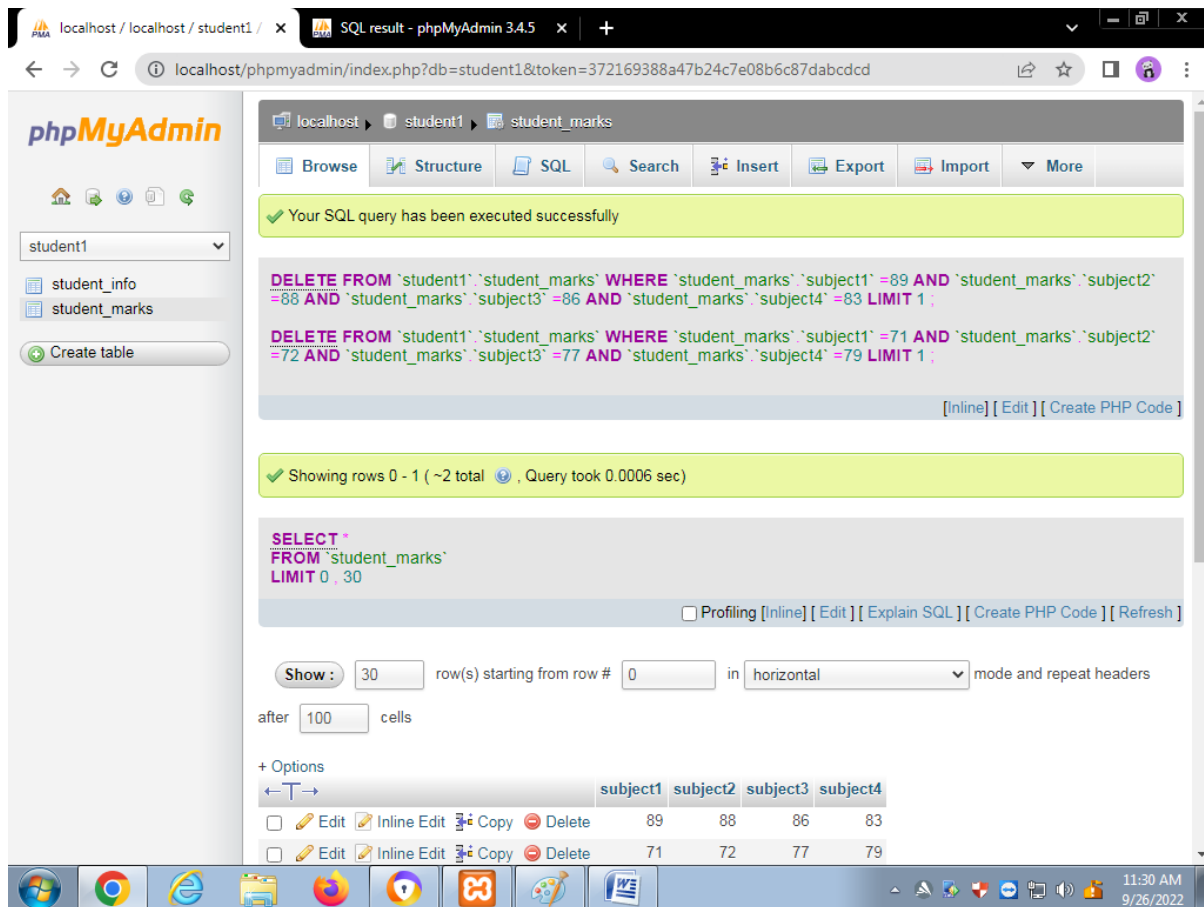 localhost / localhost / student1 /
SQL result - phpMyAdmin 3.4.5
localhost/phpmyadmin/index.php?db=student1&token=372169388a47b24c7e08b6c87dabcdcd
phpMyAdmin
student1
student_info
student_marks
Create table
localhost student1 student_marks
Browse Structure SQL Search Insert Export Import More
Your SQL query has been executed successfully
DELETE FROM `student1`.`student_marks` WHERE `student_marks`.`subject1` =89 AND `student_marks`.`subject2`
=88 AND `student_marks`.`subject3` =86 AND `student_marks`.`subject4` =83 LIMIT 1 ;
DELETE FROM `student1`.`student_marks` WHERE `student_marks`.`subject1` =71 AND `student_marks`.`subject2`
=72 AND `student_marks`.`subject3` =77 AND `student_marks`.`subject4` =79 LIMIT 1 ;
[Inline] [ Edit ] [ Create PHP Code ]
Showing rows 0 - 1 ( ~2 total , Query took 0.0006 sec)
SELECT *
FROM `student_marks`
LIMIT 0 , 30
Profiling [Inline] [ Edit ] [ Explain SQL ] [ Create PHP Code ] [ Refresh ]
Show : 30 row(s) starting from row # 0 in horizontal mode and repeat headers
after 100 cells
+ Options
subject1 subject2 subject3 subject4
Edit Inline Edit Copy Delete 89 88 86 83
Edit Inline Edit Copy Delete 71 72 77 79
11:30 AM
9/26/2022